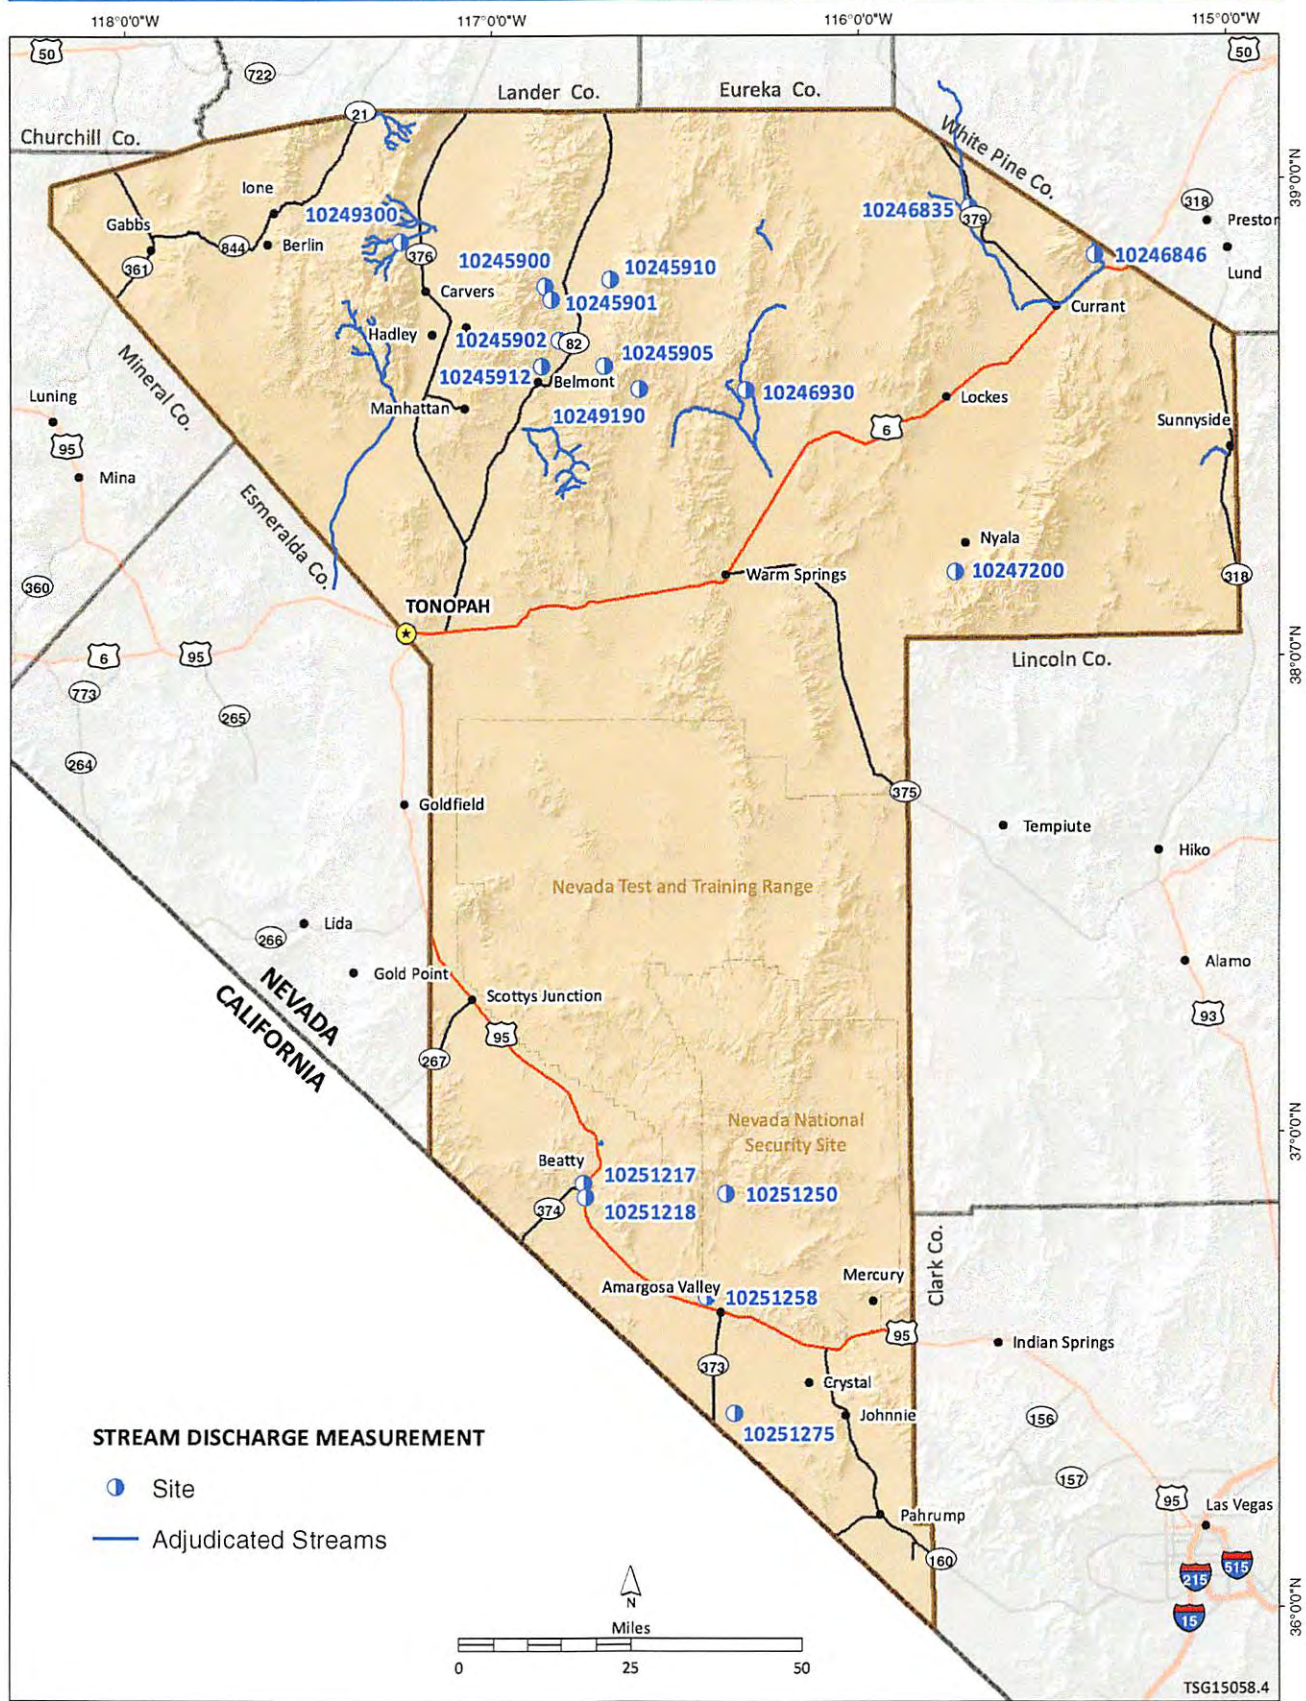 118°0'0"W
117°0'0"W
116°0'0"W
115°0'0"W
50
722
50
Lander Co.
Eureka Co.
Churchill Co.
21
White Pine Co.
39°0'0"N
Ione
318
Preston
Gabbs
10249300
10246835
379
Berlin
844
376
10245900
10245910
10246846
361
Lund
Carvers
10245901
Currant
Hadley
10245902
82
10245905
Mineral Co.
10245912
Belmont
10246930
Luning
Manhattan
10249190
Lockes
95
6
Sunnyside
Mina
Esmeralda Co.
Nyala
360
Warm Springs
10247200
318
TONOPAH
6
95
Lincoln Co.
38°0'0"N
773
265
264
375
Goldfield
Tempiute
Hiko
Nevada Test and Training Range
Lida
266
Alamo
Gold Point
NEVADA
CALIFORNIA
Scottys Junction
95
93
267
Nevada National
Security Site
37°0'0"N
Beatty
10251217
10251250
374
10251218
Clark Co.
Mercury
Amargosa Valley
10251258
95
Indian Springs
373
Crystal
Johnnie
156
10251275
STREAM DISCHARGE MEASUREMENT
157
Site
95
Las Vegas
Pahrump
Adjudicated Streams
160
515
215
15
36°0'0"N
N
Miles
0
25
50
TSG15058.4